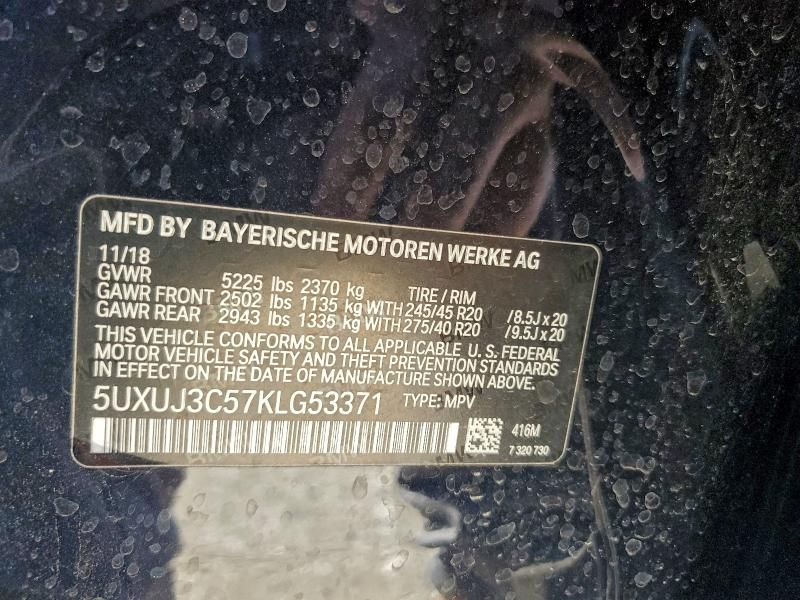 MFD BY BAYERISCHE MOTOREN WERKE AG
11/18
GVWR 5225 lbs 2370 kg TIRE / RIM
GAWR FRONT 2502 lbs 1135 kg WITH 245/45 R20 /8.5J x 20
GAWR REAR 2943 lbs 1335 kg WITH 275/40 R20 /9.5J x 20
THIS VEHICLE CONFORMS TO ALL APPLICABLE U.S. FEDERAL
MOTOR VEHICLE SAFETY AND THEFT PREVENTION STANDARDS
IN EFFECT ON THE DATE OF MANUFACTURE SHOWN ABOVE.
5UXUJ3C57KLG53371 TYPE: MPV
416M
7 320 730